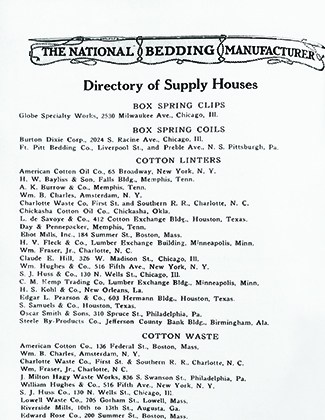 THE NATIONAL BEDDING MANUFACTURER
Directory of Supply Houses
BOX SPRING CLIPS
Globe Specialty Works, 2530 Milwaukee Ave., Chicago, Ill.
BOX SPRING COILS
Burton Dixie Corp., 2024 S. Racine Ave., Chicago, Ill.
Ft. Pitt Bedding Co., Liverpool St., and Preble Ave., N. S. Pittsburgh, Pa.
COTTON LINTERS
American Cotton Oil Co., 65 Broadway, New York, N. Y.
H. W. Bayliss & Son, Falls Bldg., Memphis, Tenn.
A. K. Burrow & Co., Memphis, Tenn.
Wm. B. Charles, Amsterdam, N. Y.
Charlotte Waste Co., First St. and Southern R. R., Charlotte, N. C.
Chickasha Cotton Oil Co., Chickasha, Okla.
L. de Savoye & Co., 412 Cotton Exchange Bldg., Houston, Texas.
Day & Pennepacker, Memphis, Tenn.
Eliot Mills, Inc., 184 Summer St., Boston, Mass.
H. V. Fleck & Co., Lumber Exchange Building, Minneapolis, Minn.
Wm. Fraser, Jr., Charlotte, N. C.
Claude E. Hill, 326 W. Madison St., Chicago, Ill.
Wm. Hughes & Co., 516 Fifth Ave., New York, N. Y.
S. J. Huss & Co., 130 N. Wells St., Chicago, Ill.
C. M. Kemp Trading Co., Lumber Exchange Bldg., Minneapolis, Minn.
H. S. Kohl & Co., New Orleans, La.
Edgar L. Pearson & Co., 603 Hermann Bldg., Houston, Texas.
S. Samuels & Co., Houston, Texas.
Oscar Smith & Sons, 310 Spruce St., Philadelphia, Pa.
Steele By-Products Co., Jefferson County Bank Bldg., Birmingham, Ala.
COTTON WASTE
American Cotton Co., 136 Federal St., Boston, Mass.
Wm. B. Charles, Amsterdam, N. Y.
Charlotte Waste Co., First St. & Southern R. R., Charlotte, N. C.
Wm. Fraser, Jr., Charlotte, N. C.
J. Milton Hagy Waste Works, 836 S. Swanson St., Philadelphia, Pa.
William Hughes & Co., 516 Fifth Ave., New York, N. Y.
S. J. Huss Co., 130 N. Wells St., Chicago, Ill.
Lowell Waste Co., 705 Gorham St., Lowell, Mass.
Riverside Mills, 10th to 13th St., Augusta, Ga.
Edward Rose Co., 200 Summer St., Boston, Mass.